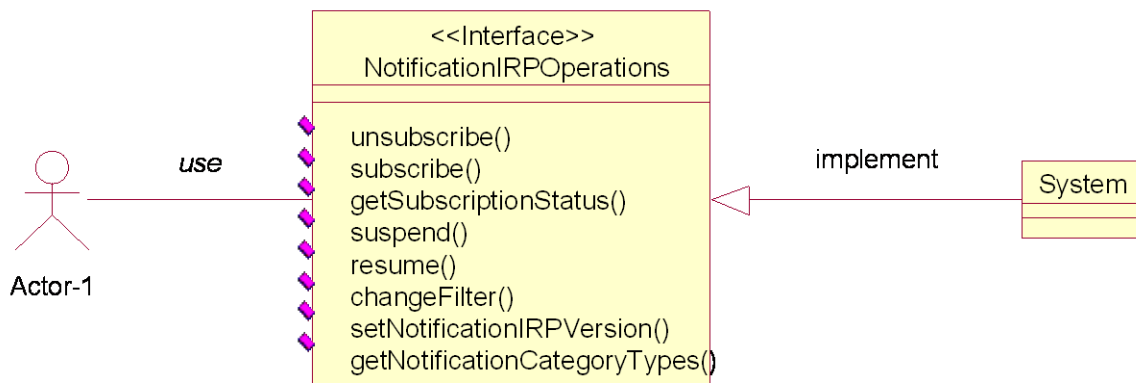 <<Interface>>
NotificationIRPOperations
unsubscribe()
subscribe()
getSubscriptionStatus()
suspend()
resume()
changeFilter()
setNotificationIRPVersion()
getNotificationCategoryTypes()
use
Actor-1
implement
System